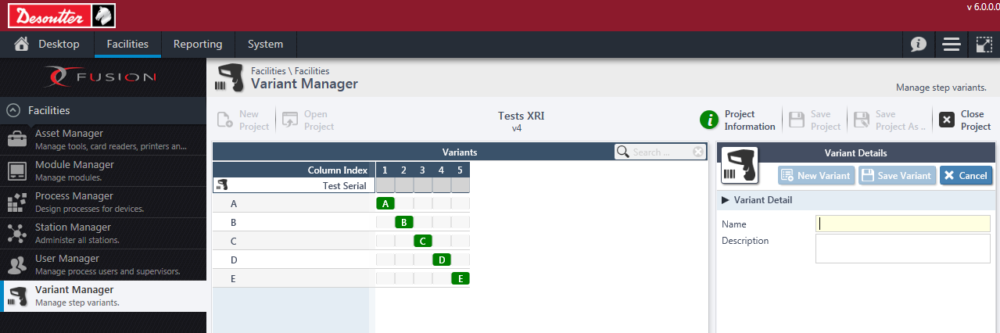 Desoutter
v 6.0.0.0
Desktop Facilities Reporting System
FUSION
Facilities
Asset Manager
Manage tools, card readers, printers an...
Module Manager
Manage modules.
Process Manager
Design processes for devices.
Station Manager
Administer all stations.
User Manager
Manage process users and supervisors.
Variant Manager
Manage step variants.
Facilities \ Facilities
Variant Manager
Manage step variants.
New Project
Open Project
Tests XRI
v4
Project Information
Save Project
Save Project As ..
Close Project
Variants
Search ...
Column Index 1 2 3 4 5
Test Serial
A A
B B
C C
D D
E E
Variant Details
New Variant Save Variant Cancel
Variant Detail
Name
Description